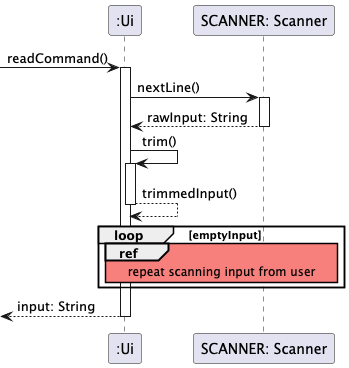 :Ui
SCANNER: Scanner
readCommand()
nextLine()
rawInput: String
trim()
trimmedInput()
loop [emptyInput]
ref
repeat scanning input from user
input: String
:Ui
SCANNER: Scanner